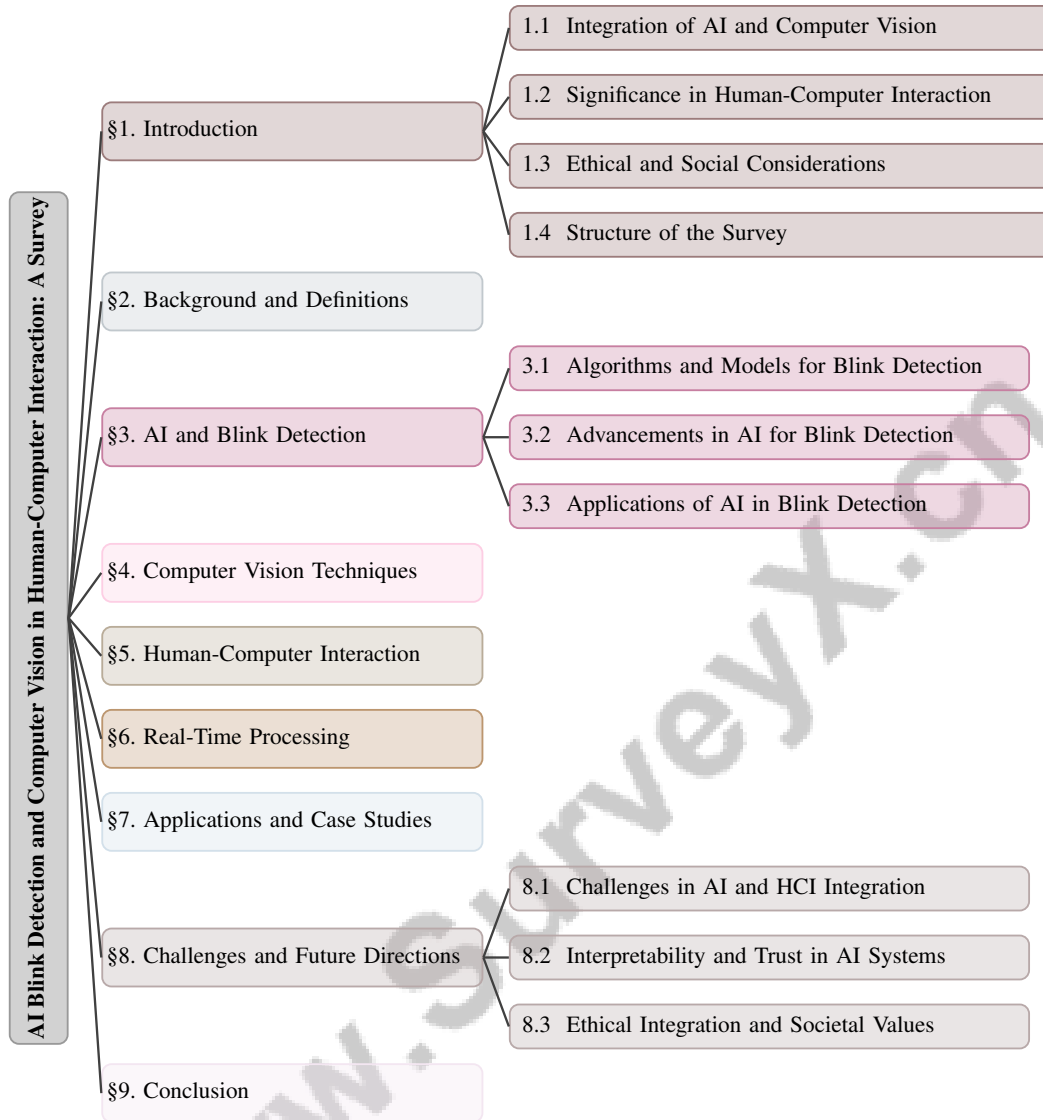 AI Blink Detection and Computer Vision in Human-Computer Interaction: A Survey
§1. Introduction
1.1 Integration of AI and Computer Vision
1.2 Significance in Human-Computer Interaction
1.3 Ethical and Social Considerations
1.4 Structure of the Survey
§2. Background and Definitions
§3. AI and Blink Detection
3.1 Algorithms and Models for Blink Detection
3.2 Advancements in AI for Blink Detection
3.3 Applications of AI in Blink Detection
§4. Computer Vision Techniques
§5. Human-Computer Interaction
§6. Real-Time Processing
§7. Applications and Case Studies
§8. Challenges and Future Directions
8.1 Challenges in AI and HCI Integration
8.2 Interpretability and Trust in AI Systems
8.3 Ethical Integration and Societal Values
§9. Conclusion
www.Surveyx.cn